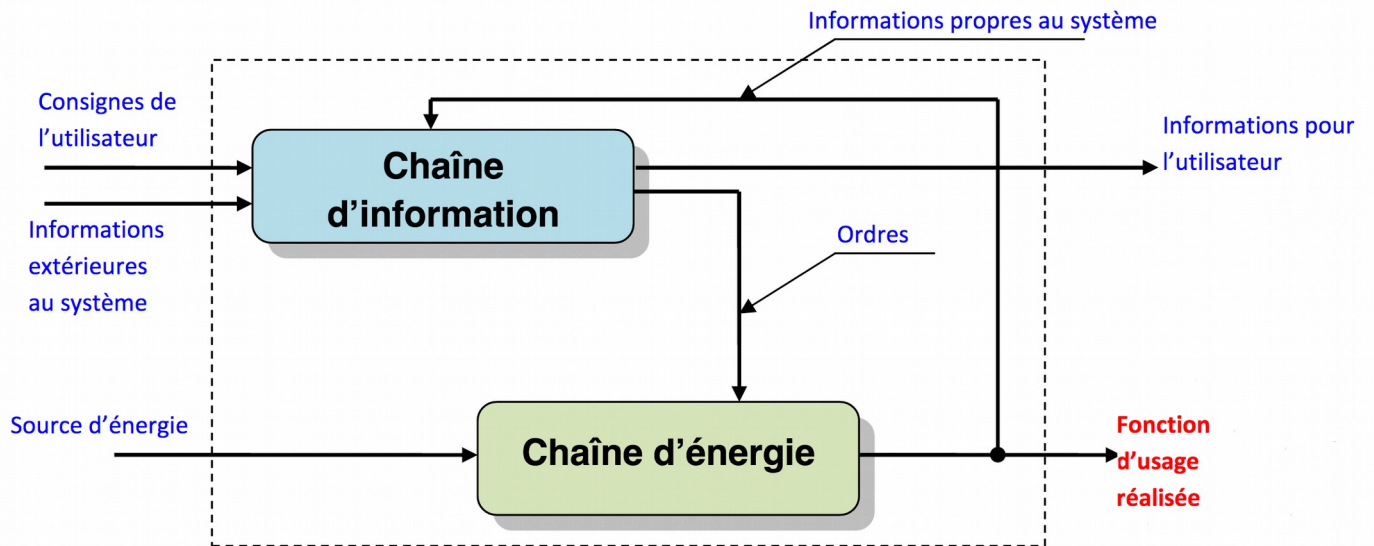 Informations propres au système
Consignes de
l’utilisateur
Chaîne
d’information
Informations pour
l’utilisateur
Informations
extérieures
au système
Ordres
Source d’énergie
Chaîne d’énergie
Fonction
d’usage
réalisée